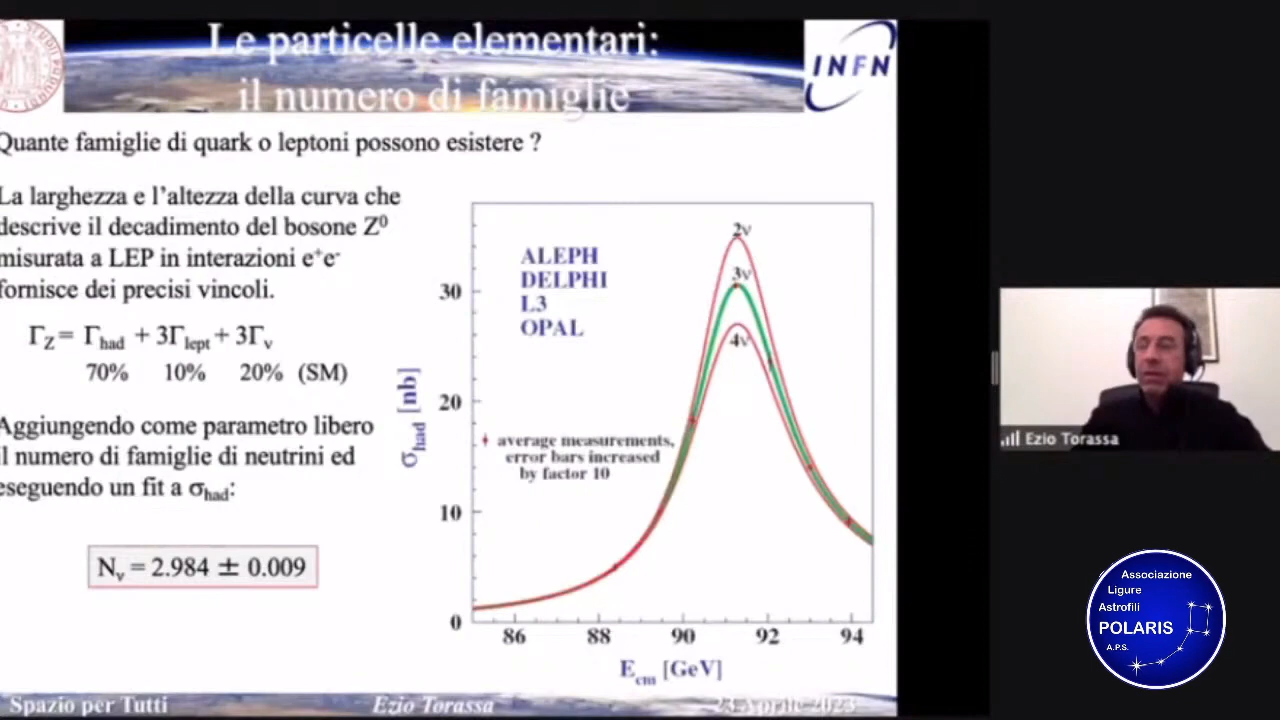 Le particelle elementari:
il numero di famiglie
INFN
Quante famiglie di quark o leptoni possono esistere ?
La larghezza e l'altezza della curva che
descrive il decadimento del bosone Z⁰
misurata a LEP in interazioni e⁺e⁻
fornisce dei precisi vincoli.
Γ_Z = Γ_had + 3Γ_lept + 3Γ_ν
70% 10% 20% (SM)
Aggiungendo come parametro libero
il numero di famiglie di neutrini ed
eseguendo un fit a σ_had:
N_ν = 2.984 ± 0.009
ALEPH
DELPHI
L3
OPAL
2ν
3ν
4ν
average measurements,
error bars increased
by factor 10
σ_had [nb]
30
20
10
0
86 88 90 92 94
E_cm [GeV]
Spazio per Tutti Ezio Torassa 23 Aprile 2023
Ezio Torassa
Associazione
Ligure
Astrofili
POLARIS
A.P.S.